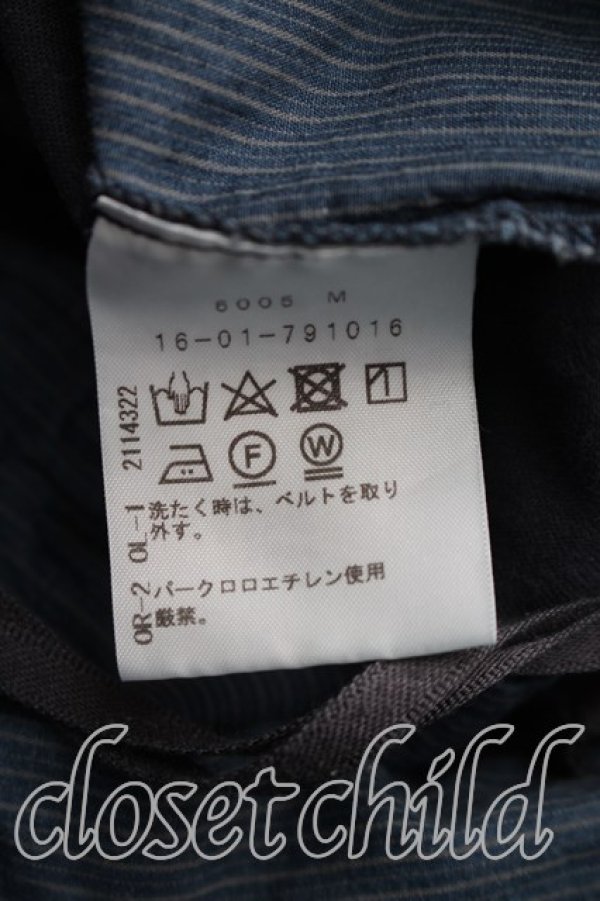 6005 M
16-01-791016
2114322
F
W
OL-1
洗たく時は、ベルトを取り
外す。
OR-2
パークロロエチレン使用
厳禁。
closet child